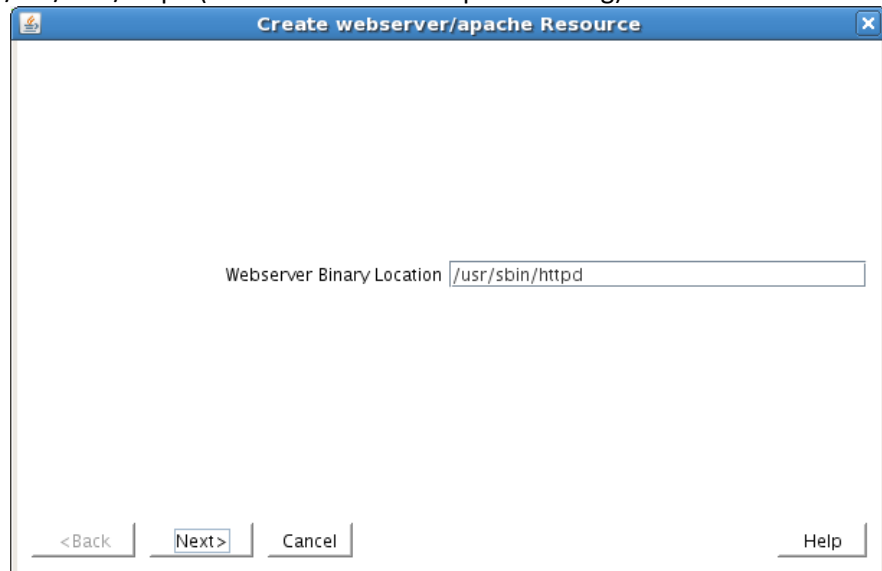 Create webserver/apache Resource
Webserver Binary Location /usr/sbin/httpd
<Back Next> Cancel Help